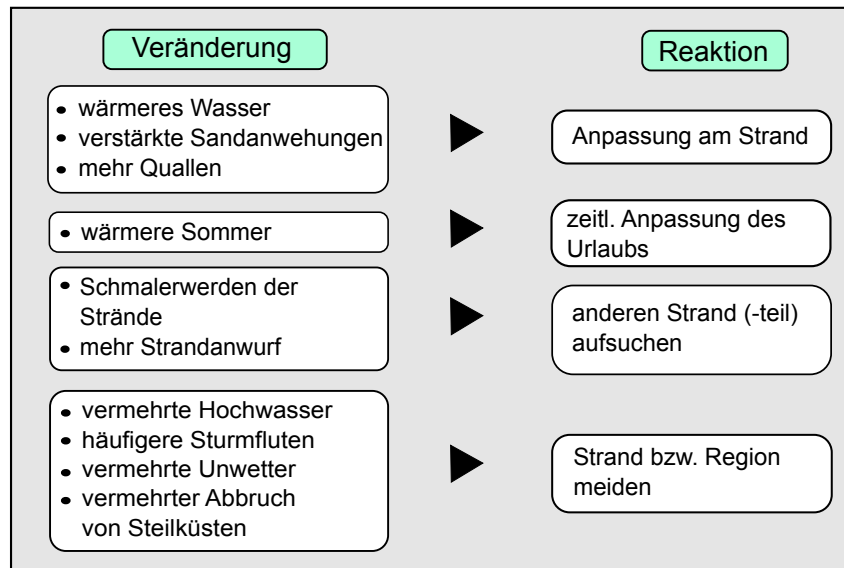 Veränderung
Reaktion
• wärmeres Wasser
• verstärkte Sandanwehungen
• mehr Quallen
Anpassung am Strand
• wärmere Sommer
zeitl. Anpassung des
Urlaubs
• Schmalerwerden der
Strände
• mehr Strandanwurf
anderen Strand (-teil)
aufsuchen
• vermehrte Hochwasser
• häufigere Sturmfluten
• vermehrte Unwetter
• vermehrter Abbruch
von Steilküsten
Strand bzw. Region
meiden